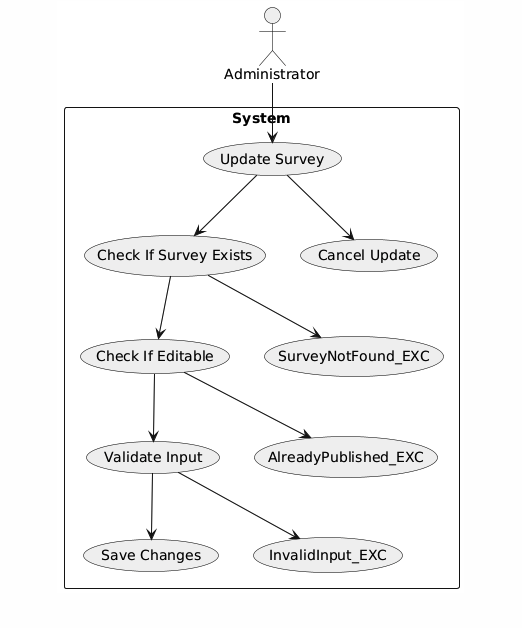 Administrator
System
Update Survey
Check If Survey Exists
Cancel Update
Check If Editable
SurveyNotFound_EXC
Validate Input
AlreadyPublished_EXC
Save Changes
InvalidInput_EXC